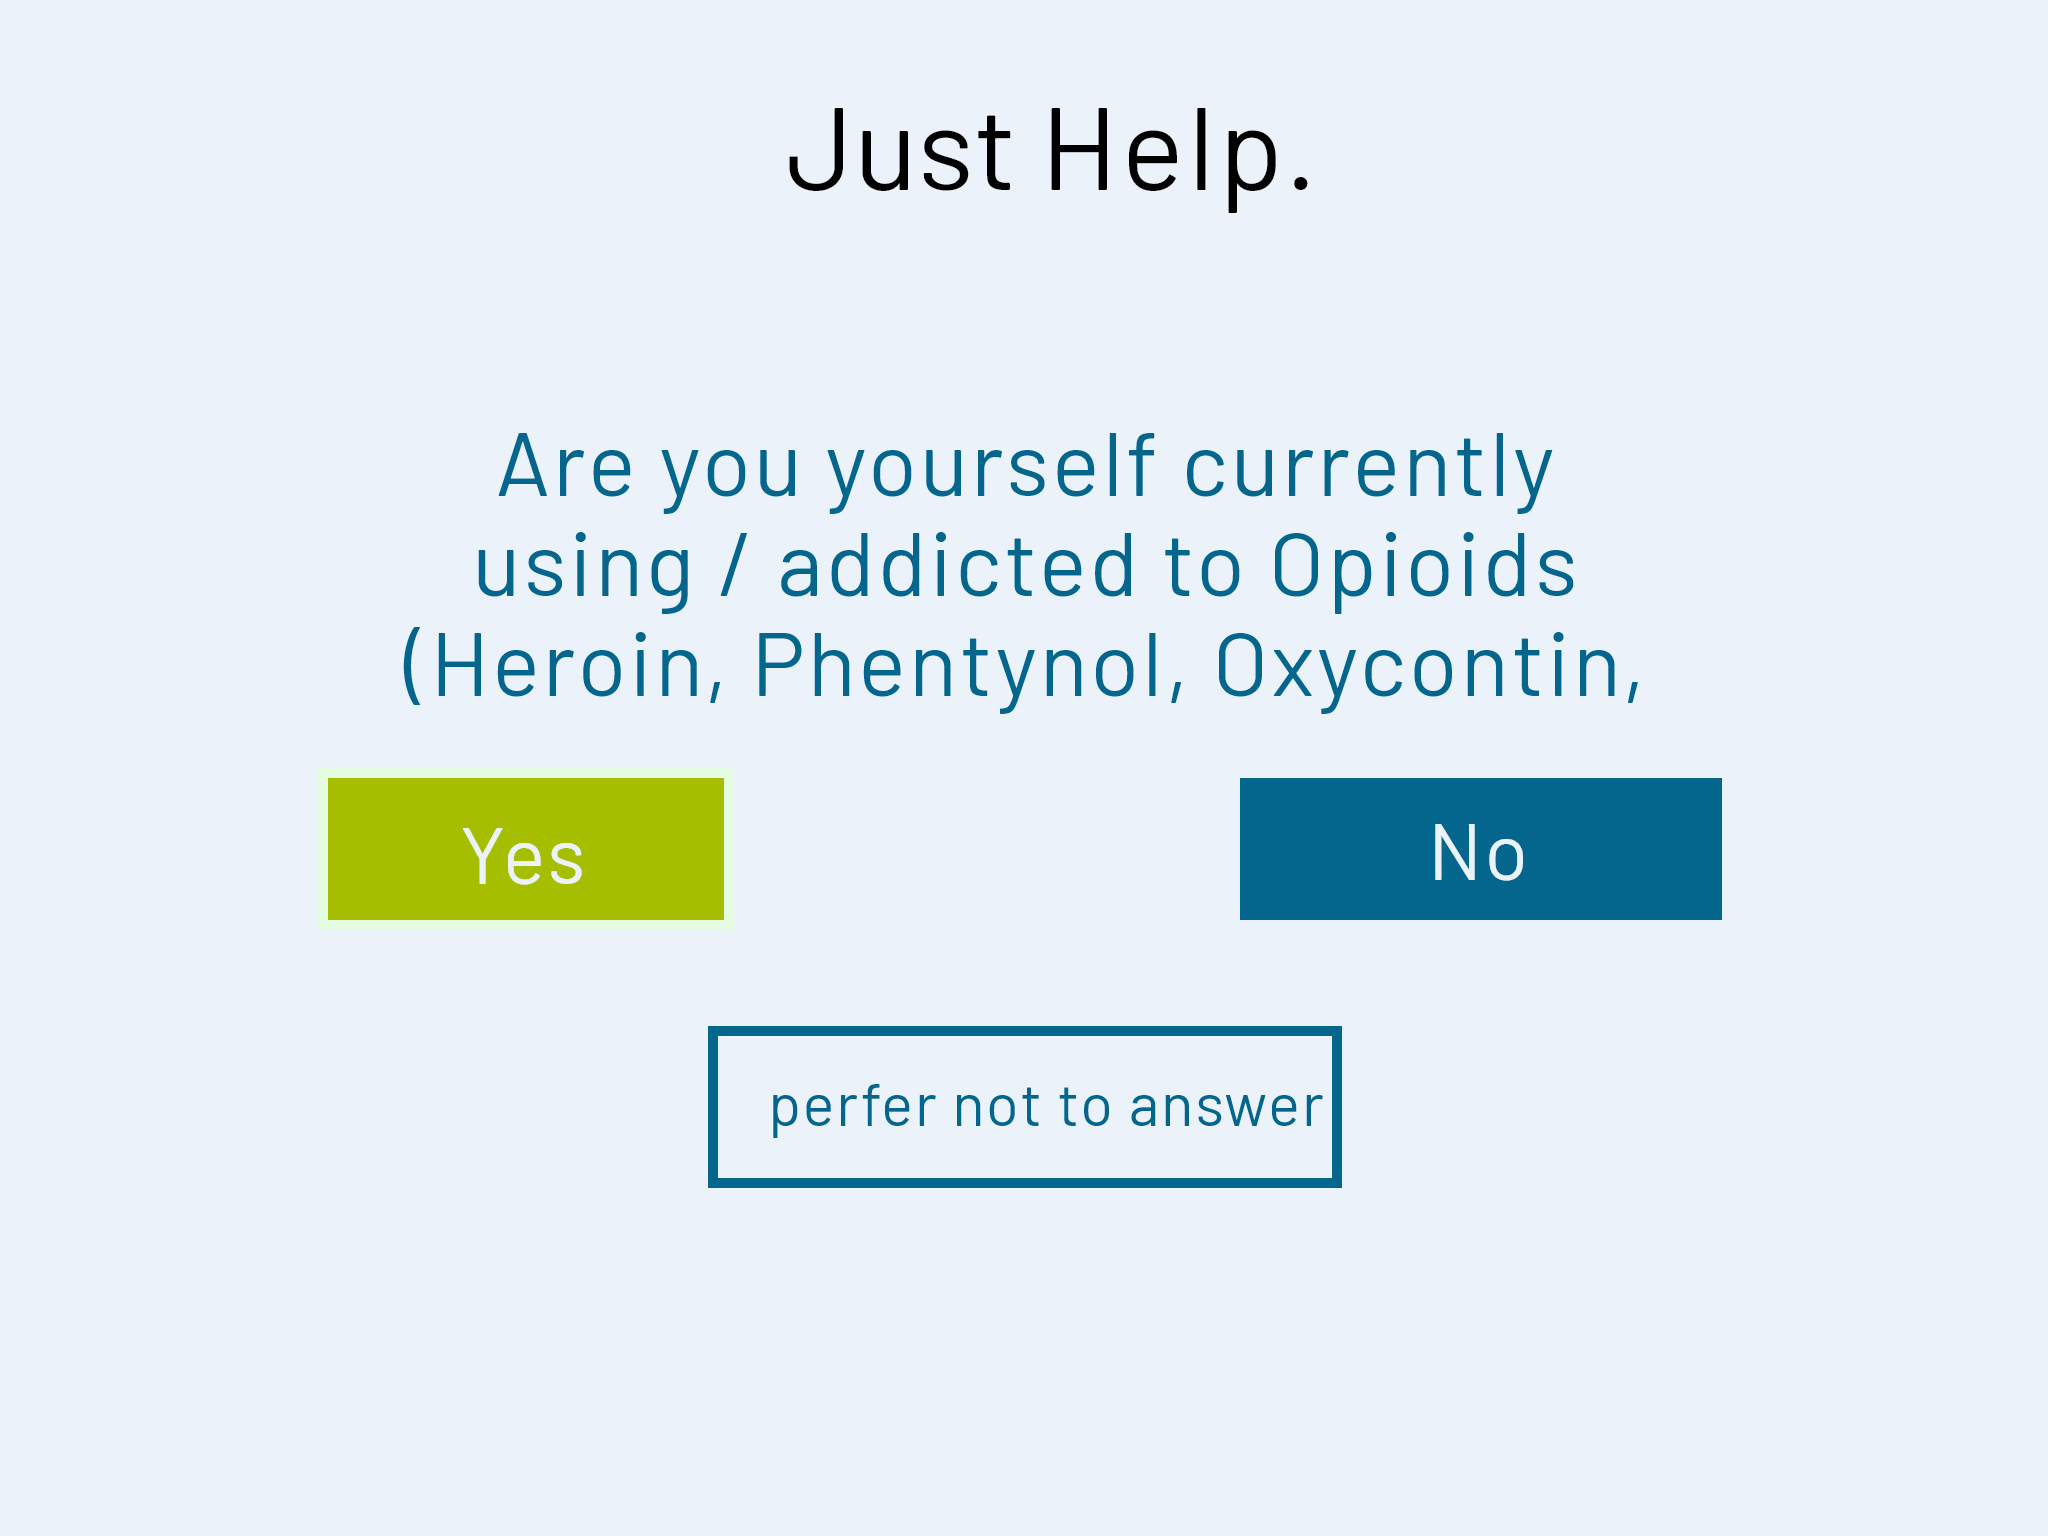 Just Help.
Are you yourself currently
using / addicted to Opioids
(Heroin, Phentynol, Oxycontin,
Yes
No
perfer not to answer